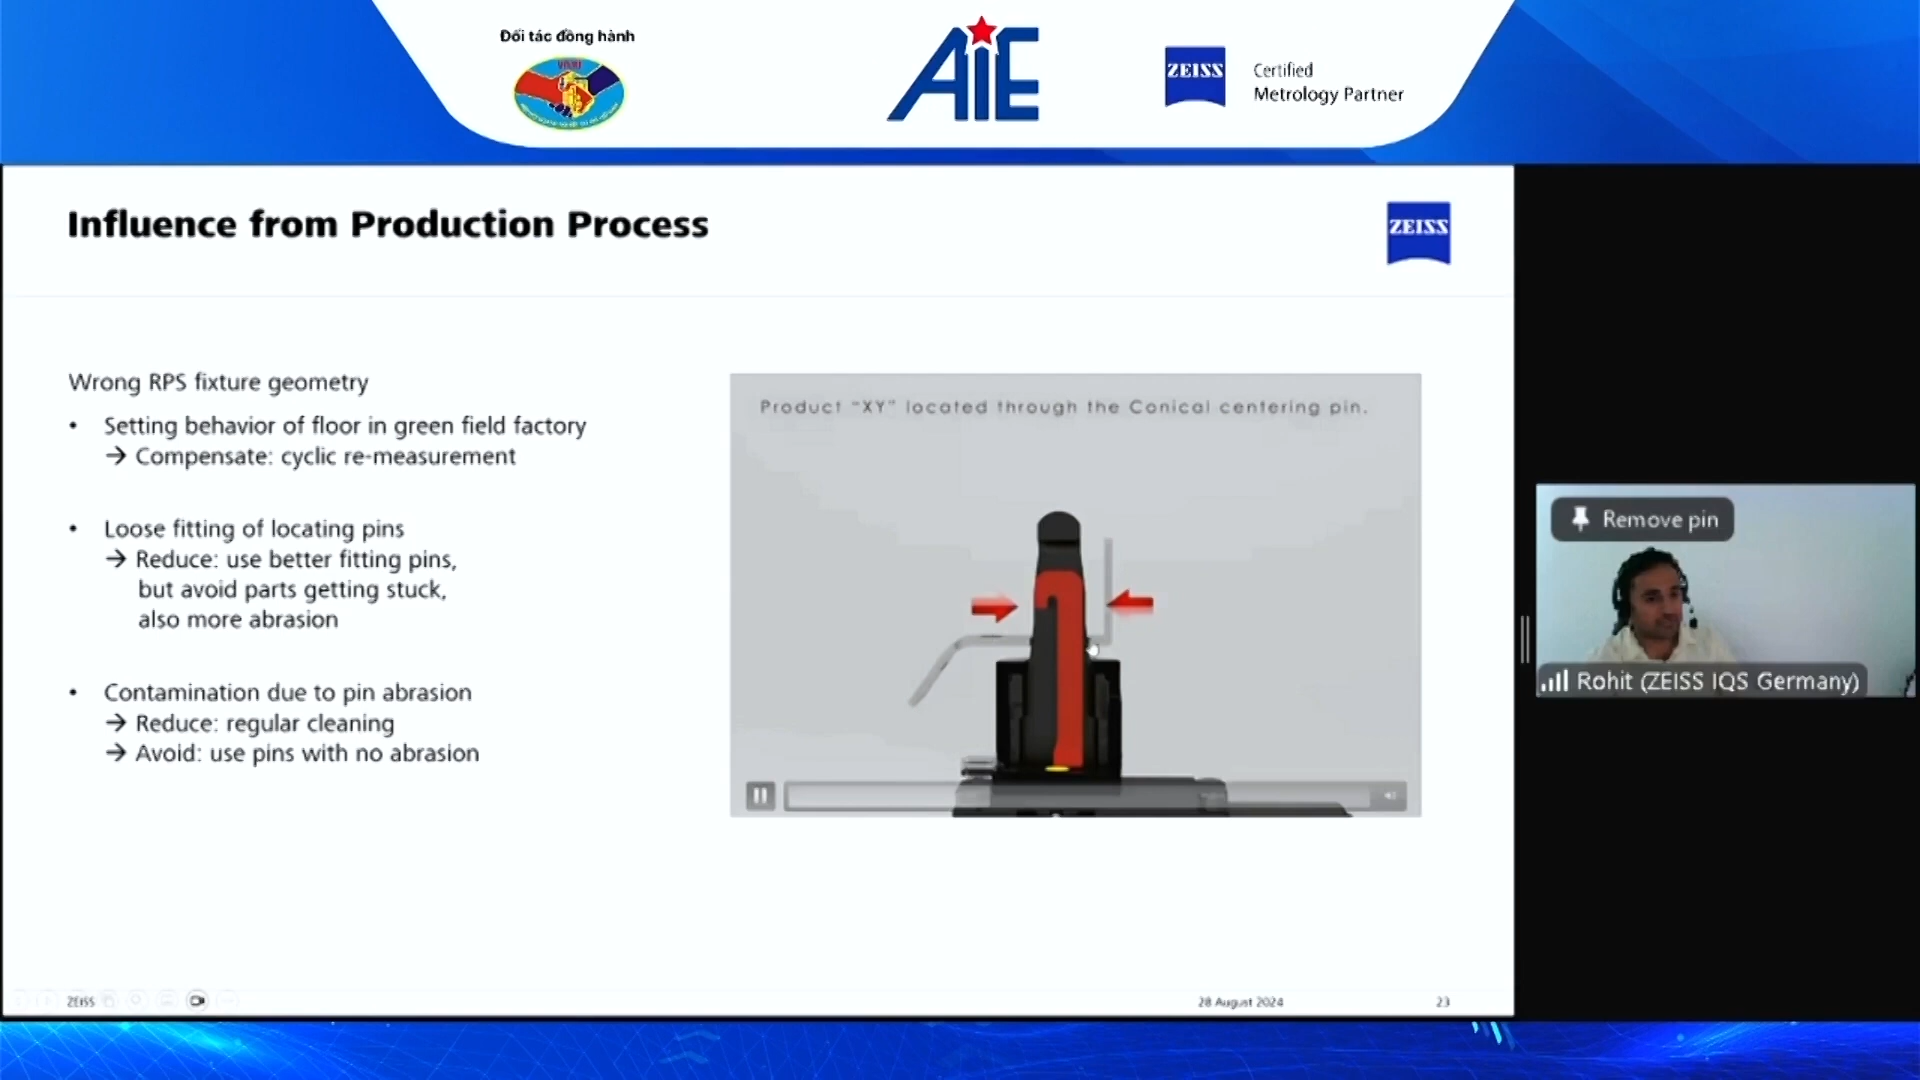 Đối tác đồng hành
AiE
ZEISS
Certified
Metrology Partner
Influence from Production Process
ZEISS
Wrong RPS fixture geometry
• Setting behavior of floor in green field factory
→ Compensate: cyclic re-measurement
• Loose fitting of locating pins
→ Reduce: use better fitting pins,
but avoid parts getting stuck,
also more abrasion
• Contamination due to pin abrasion
→ Reduce: regular cleaning
→ Avoid: use pins with no abrasion
Product "XY" located through the Conical centering pin.
Remove pin
Rohit (ZEISS IQS Germany)
ZEISS
28 August 2024
23